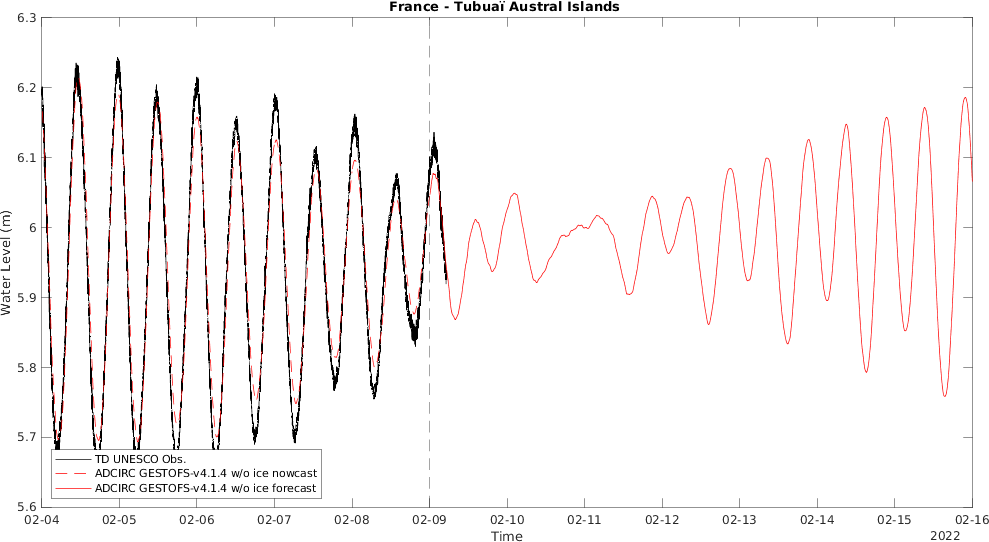 France - Tubuaï Austral Islands
6.3
6.2
6.1
6
5.9
5.8
5.7
5.6
Water Level (m)
TD UNESCO Obs.
ADCIRC GESTOFS-v4.1.4 w/o ice nowcast
ADCIRC GESTOFS-v4.1.4 w/o ice forecast
02-04 02-05 02-06 02-07 02-08 02-09 02-10 02-11 02-12 02-13 02-14 02-15 02-16
Time
2022